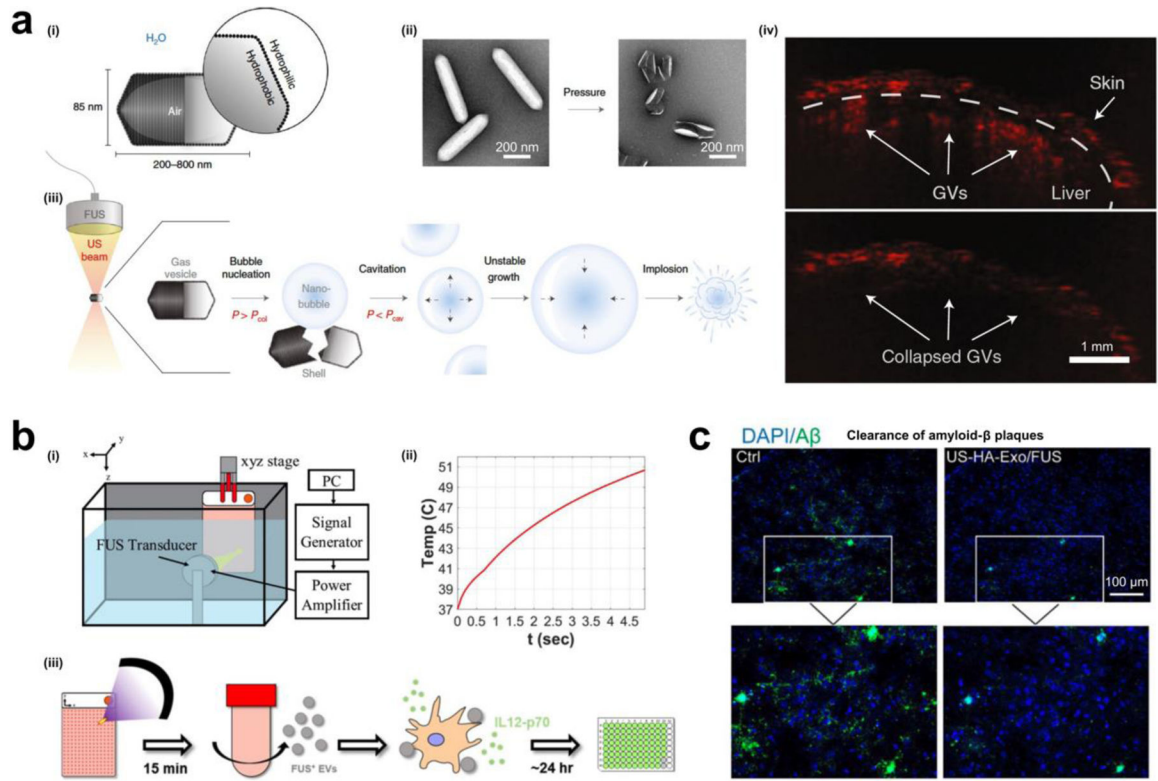 a
(i)
H₂O
Hydrophilic
Hydrophobic
85 nm
Air
200–800 nm
(ii)
200 nm
Pressure
200 nm
(iii)
FUS
US
beam
Gas
vesicle
Bubble
nucleation
P > Pcol
Nano-
bubble
Shell
Cavitation
P < Pcav
Unstable
growth
Implosion
(iv)
Skin
GVs
Liver
Collapsed GVs
1 mm
b
(i)
x
y
z
xyz stage
FUS Transducer
PC
Signal
Generator
Power
Amplifier
(ii)
Temp (C)
51
49
47
45
43
41
39
37
0 0.5 1 1.5 2 2.5 3 3.5 4 4.5
t (sec)
(iii)
15 min
FUS⁺ EVs
IL12-p70
~24 hr
c
DAPI/Aβ
Clearance of amyloid-β plaques
Ctrl
US-HA-Exo/FUS
100 μm